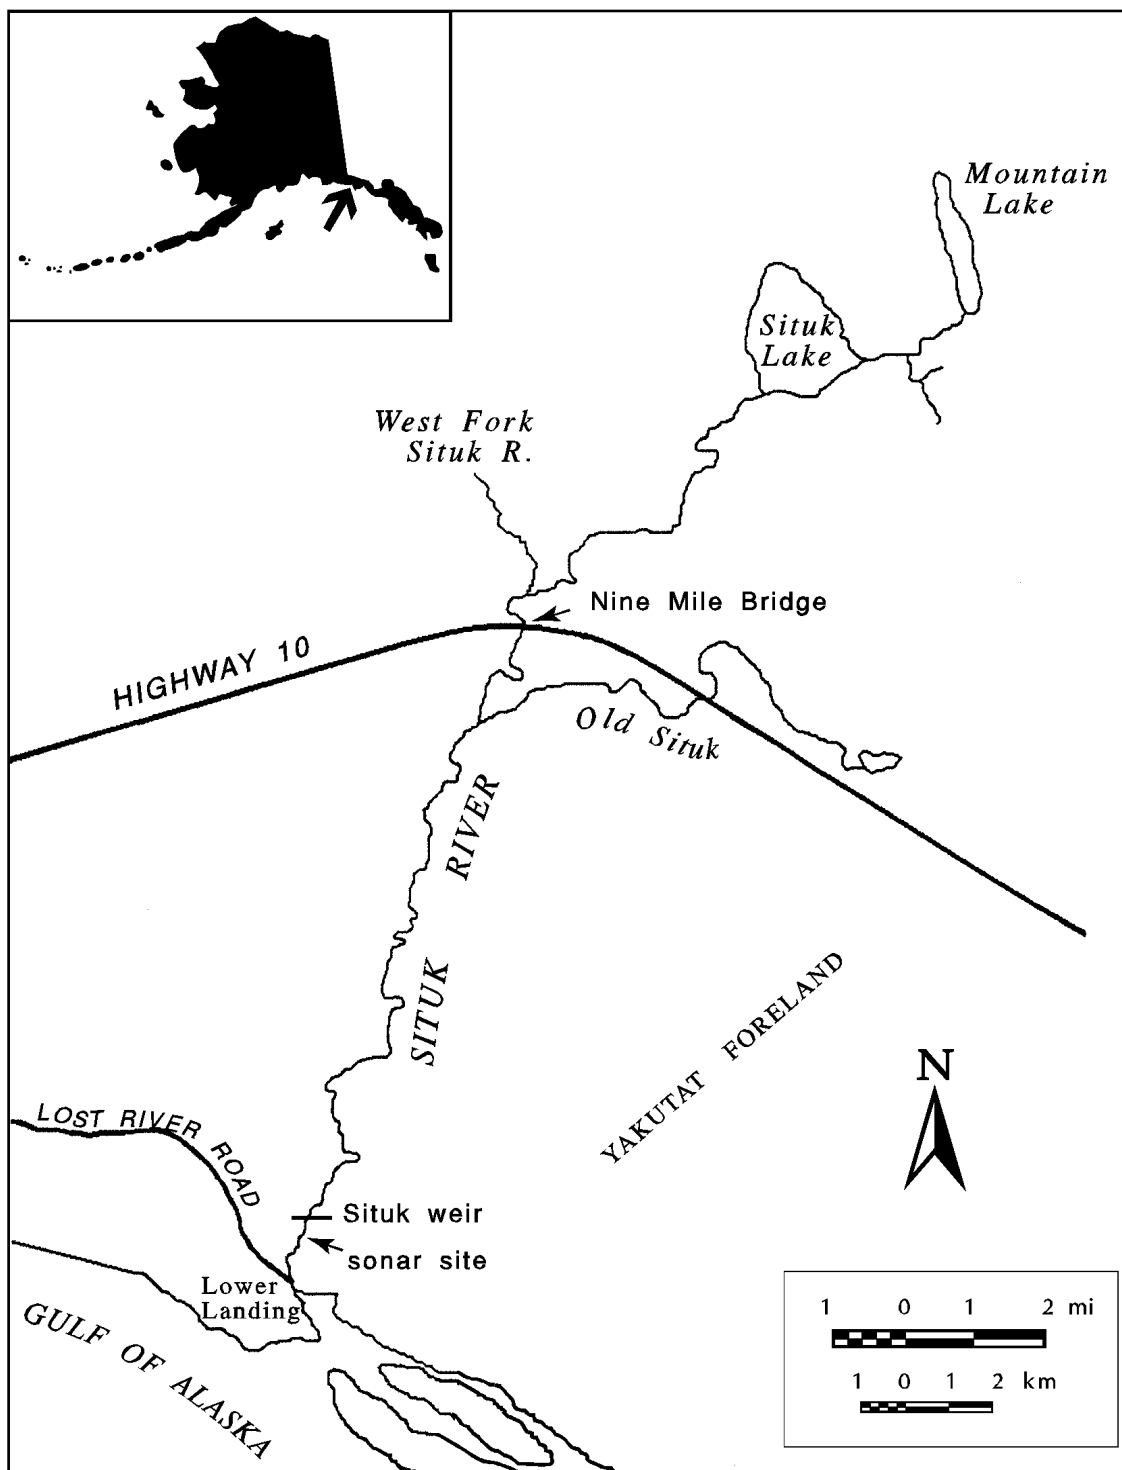 Mountain
Lake
Situk
Lake
West Fork
Situk R.
Nine Mile Bridge
HIGHWAY 10
Old Situk
SITUK RIVER
YAKUTAT FORELAND
N
LOST RIVER ROAD
Situk weir
sonar site
Lower
Landing
GULF OF ALASKA
1 0 1 2 mi
1 0 1 2 km